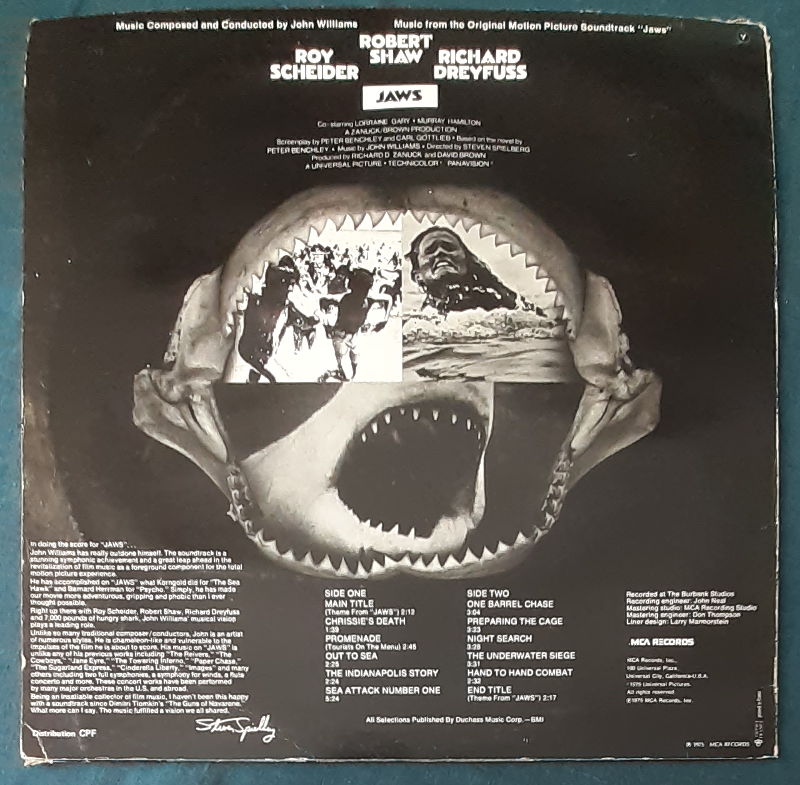 Music Composed and Conducted by John Williams
Music from the Original Motion Picture Soundtrack "Jaws"
ROY SCHEIDER
ROBERT SHAW
RICHARD DREYFUSS
JAWS
Co-starring LORRAINE GARY • MURRAY HAMILTON
A ZANUCK/BROWN PRODUCTION
Screenplay by PETER BENCHLEY and CARL GOTTLIEB • Based on the novel by
PETER BENCHLEY • Music by JOHN WILLIAMS • Directed by STEVEN SPIELBERG
Produced by RICHARD D. ZANUCK and DAVID BROWN
A UNIVERSAL PICTURE • TECHNICOLOR® PANAVISION®
In doing the score for "JAWS"...
John Williams has really outdone himself. The soundtrack is a
stunning symphonic achievement and a great leap ahead in the
revitalization of film music as a foreground component for the total
motion picture experience.
He has accomplished on "JAWS" what Korngold did for "The Sea
Hawk" and Bernard Herrman for "Psycho." Simply, he has made
our movie more adventurous, gripping and phobic than I ever
thought possible.
Right up there with Roy Scheider, Robert Shaw, Richard Dreyfuss
and 7,000 pounds of hungry shark, John Williams' musical vision
plays a leading role.
Unlike so many traditional composer/conductors, John is an artist
of numerous styles. He is chameleon-like and vulnerable to the
impulses of the film he is about to score. His music on "JAWS" is
unlike any of his previous works including "The Reivers," "The
Cowboys," "Jane Eyre," "The Towering Inferno," "Paper Chase,"
"The Sugarland Express," "Cinderella Liberty," "Images" and many
others including two full symphonies, a symphony for winds, a flute
concerto and more. These concert works have been performed
by many major orchestras in the U.S. and abroad.
Being an insatiable collector of film music, I haven't been this happy
with a soundtrack since Dimitri Tiomkin's "The Guns of Navarone."
What more can I say. The music fulfilled a vision we all shared.
Steven Spielberg
Distribution CPF
SIDE ONE
MAIN TITLE
(Theme From "JAWS") 2:12
CHRISSIE'S DEATH
1:39
PROMENADE
(Tourists On The Menu) 2:45
OUT TO SEA
2:26
THE INDIANAPOLIS STORY
2:24
SEA ATTACK NUMBER ONE
5:24
SIDE TWO
ONE BARREL CHASE
3:04
PREPARING THE CAGE
3:23
NIGHT SEARCH
3:28
THE UNDERWATER SIEGE
3:31
HAND TO HAND COMBAT
2:32
END TITLE
(Theme From "JAWS") 2:17
All Selections Published By Duchess Music Corp.—BMI
Recorded at The Burbank Studios
Recording engineer: John Neal
Mastering studio: MCA Recording Studio
Mastering engineer: Don Thompson
Liner design: Larry Marmorstein
MCA RECORDS
MCA Records, Inc.,
100 Universal Plaza,
Universal City, California-U.S.A.
©1975 Universal Pictures.
All rights reserved
℗1975 MCA Records, Inc.
℗ 1975 MCA RECORDS